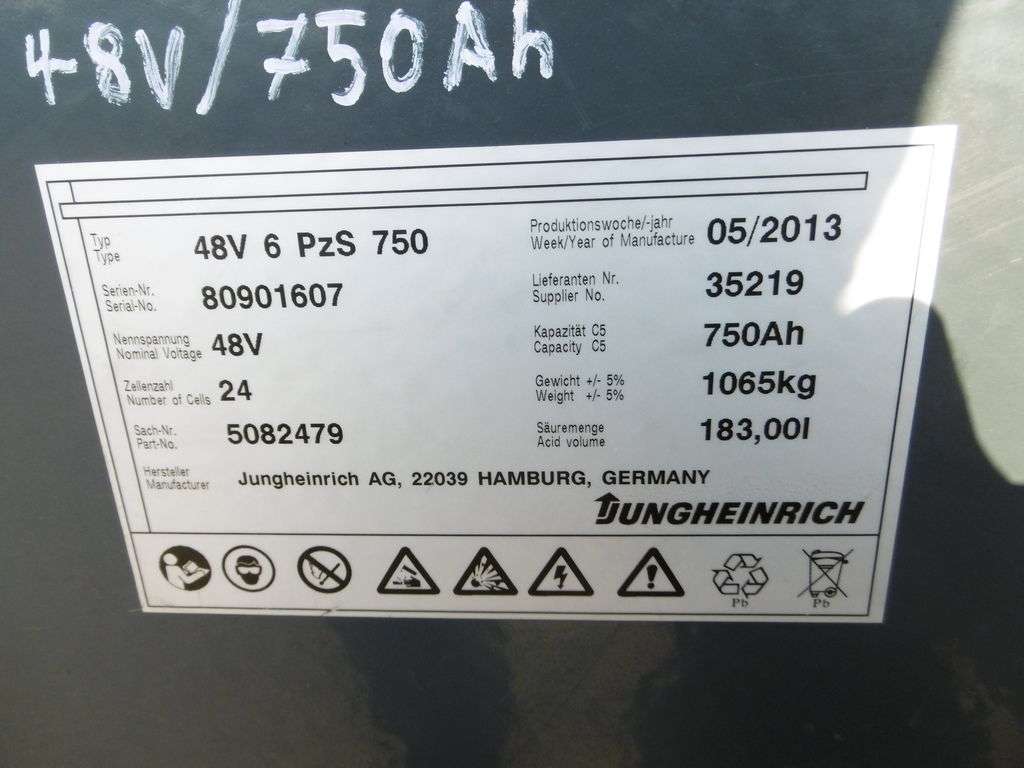 48V/750Ah
Typ
Type
48V 6 PzS 750
Produktionswoche/-jahr
Week/Year of Manufacture
05/2013
Serien-Nr.
Serial-No.
80901607
Lieferanten Nr.
Supplier No.
35219
Nennspannung
Nominal Voltage
48V
Kapazität C5
Capacity C5
750Ah
Zellenzahl
Number of Cells
24
Gewicht +/- 5%
Weight +/- 5%
1065kg
Sach-Nr.
Part-No.
5082479
Säuremenge
Acid volume
183,00l
Hersteller
Manufacturer
Jungheinrich AG, 22039 HAMBURG, GERMANY
JUNGHEINRICH
Pb
Pb